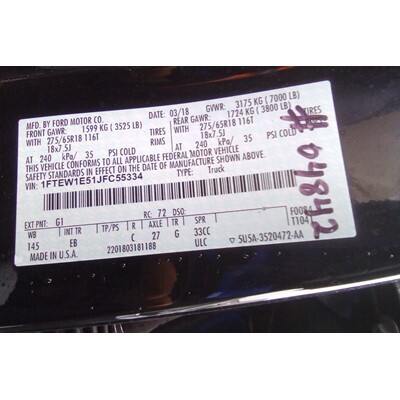 MFD. BY FORD MOTOR CO.
DATE: 03/18 GVWR: 3175 KG (7000 LB)
FRONT GAWR: 1599 KG (3525 LB) REAR GAWR: 1724 KG (3800 LB)
WITH 275/65R18 116T TIRES WITH 275/65R18 116T
18x7.5J RIMS 18x7.5J
AT 240 kPa/ 35 PSI COLD AT 240 kPa/ 35 PSI COLD
THIS VEHICLE CONFORMS TO ALL APPLICABLE FEDERAL MOTOR VEHICLE
SAFETY STANDARDS IN EFFECT ON THE DATE OF MANUFACTURE SHOWN ABOVE.
VIN: 1FTEW1E51JFC55334 TYPE: Truck
EXT PNT: G1 RC: 72 DSO: F0084
WB INT TR TP R AXLE TR SPR T104
145 EB C 27 G 33CC
MADE IN U.S.A. 2201803181188 ULC 5USA-3520472-AA
# 04842